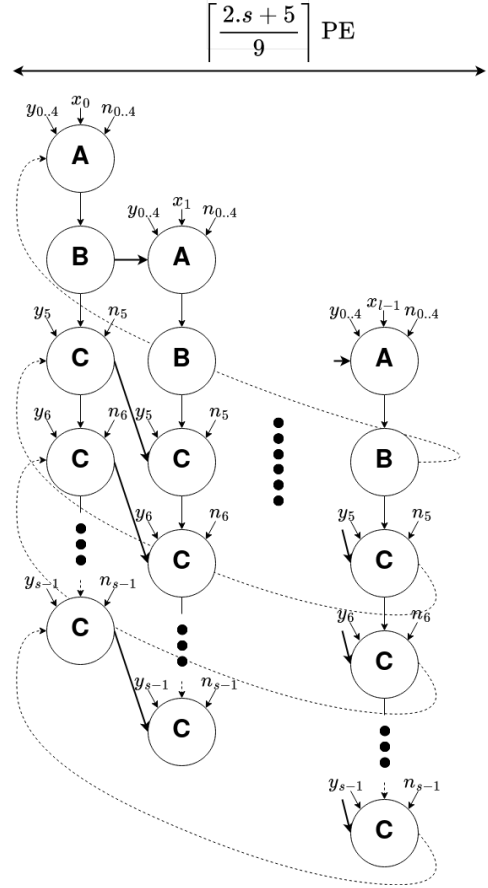 ⌈(2.s + 5)/9⌉ PE
y₀..₄ x₀ n₀..₄
A
y₀..₄ x₁ n₀..₄
B A
y₀..₄ xₗ₋₁ n₀..₄
y₅ n₅
C B A
y₆ n₆ y₅ n₅
C C B
y₆ n₆ y₅ n₅
C C
yₛ₋₁ nₛ₋₁ y₆ n₆
C C
yₛ₋₁ nₛ₋₁
C
yₛ₋₁ nₛ₋₁
C